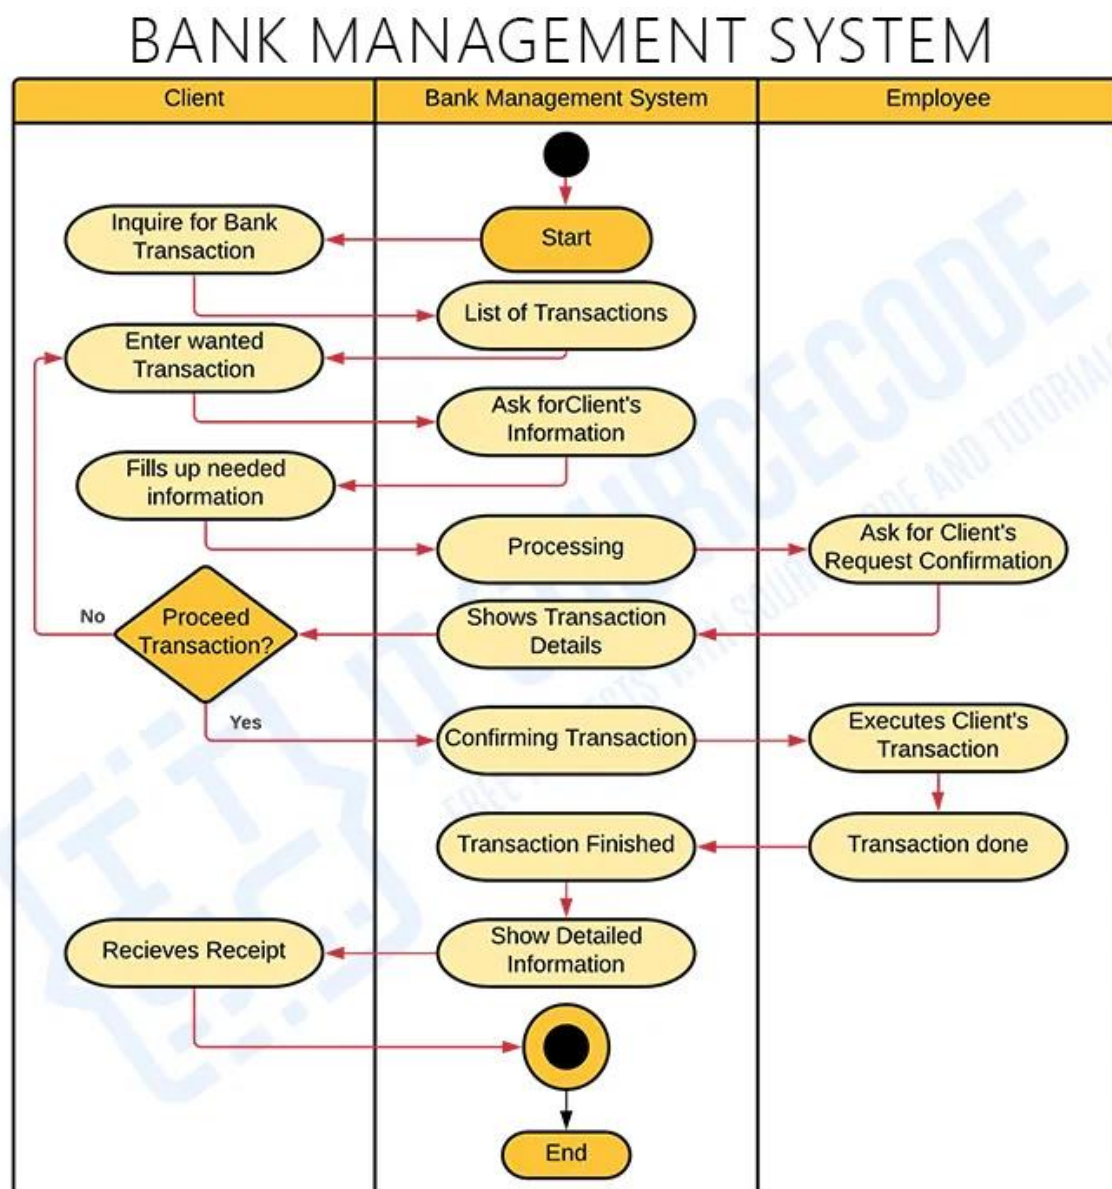 BANK MANAGEMENT SYSTEM
Client
Bank Management System
Employee
Start
Inquire for Bank
Transaction
List of Transactions
Enter wanted
Transaction
Ask forClient's
Information
Fills up needed
information
Processing
Ask for Client's
Request Confirmation
Shows Transaction
Details
Proceed
Transaction?
No
Yes
Confirming Transaction
Executes Client's
Transaction
Transaction done
Transaction Finished
Show Detailed
Information
Recieves Receipt
End
IT SOURCECODE